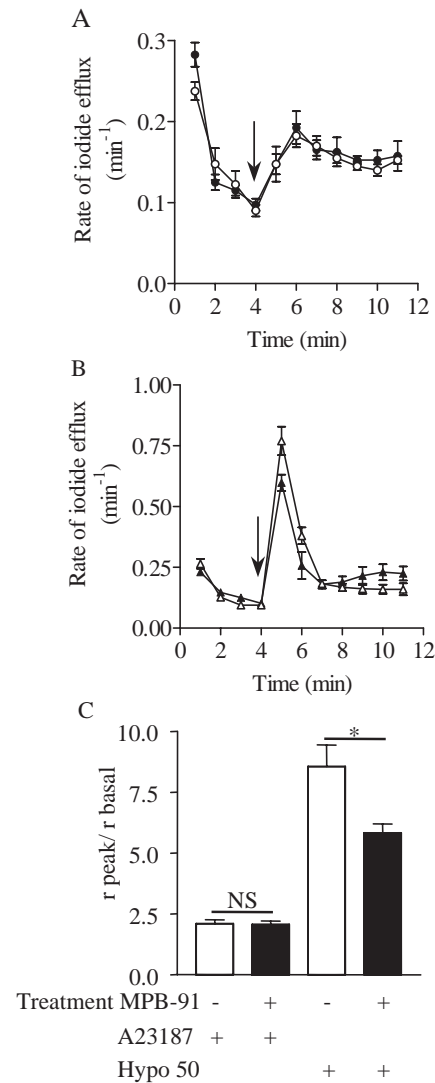 A
0.3
0.2
0.1
0.0
Rate of iodide efflux
(min-1)
0 2 4 6 8 10 12
Time (min)
B
1.00
0.75
0.50
0.25
0.00
Rate of iodide efflux
(min-1)
0 2 4 6 8 10 12
Time (min)
C
10.0
7.5
5.0
2.5
0.0
r peak/ r basal
NS
*
Treatment MPB-91 - + - +
A23187 + +
Hypo 50 + +